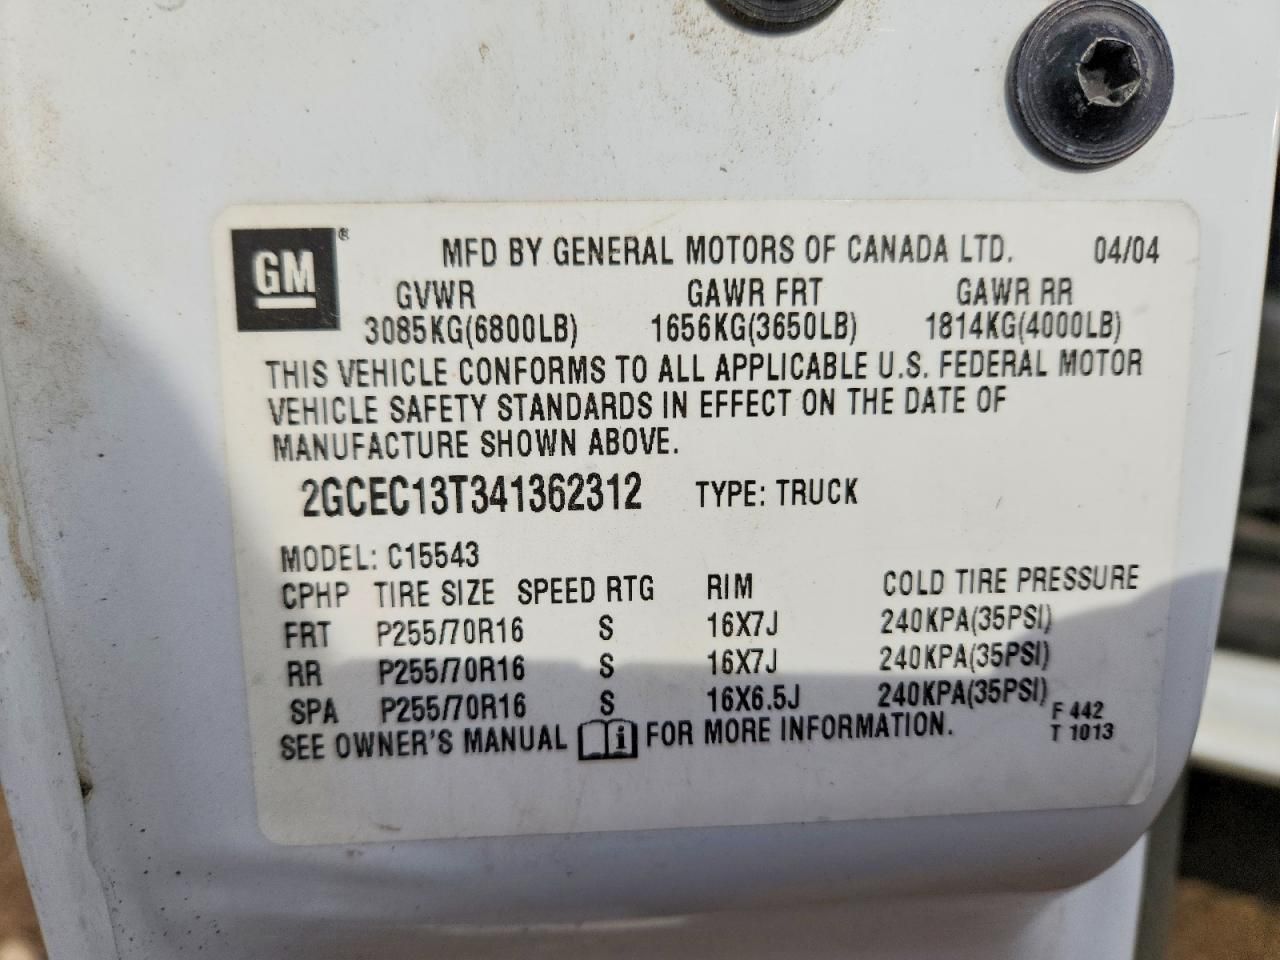 GM® MFD BY GENERAL MOTORS OF CANADA LTD. 04/04
GVWR GAWR FRT GAWR RR
3085KG(6800LB) 1656KG(3650LB) 1814KG(4000LB)
THIS VEHICLE CONFORMS TO ALL APPLICABLE U.S. FEDERAL MOTOR
VEHICLE SAFETY STANDARDS IN EFFECT ON THE DATE OF
MANUFACTURE SHOWN ABOVE.
2GCEC13T341362312 TYPE: TRUCK
MODEL: C15543
CPHP TIRE SIZE SPEED RTG RIM COLD TIRE PRESSURE
FRT P255/70R16 S 16X7J 240KPA(35PSI)
RR P255/70R16 S 16X7J 240KPA(35PSI)
SPA P255/70R16 S 16X6.5J 240KPA(35PSI)
SEE OWNER'S MANUAL i FOR MORE INFORMATION.
F 442
T 1013